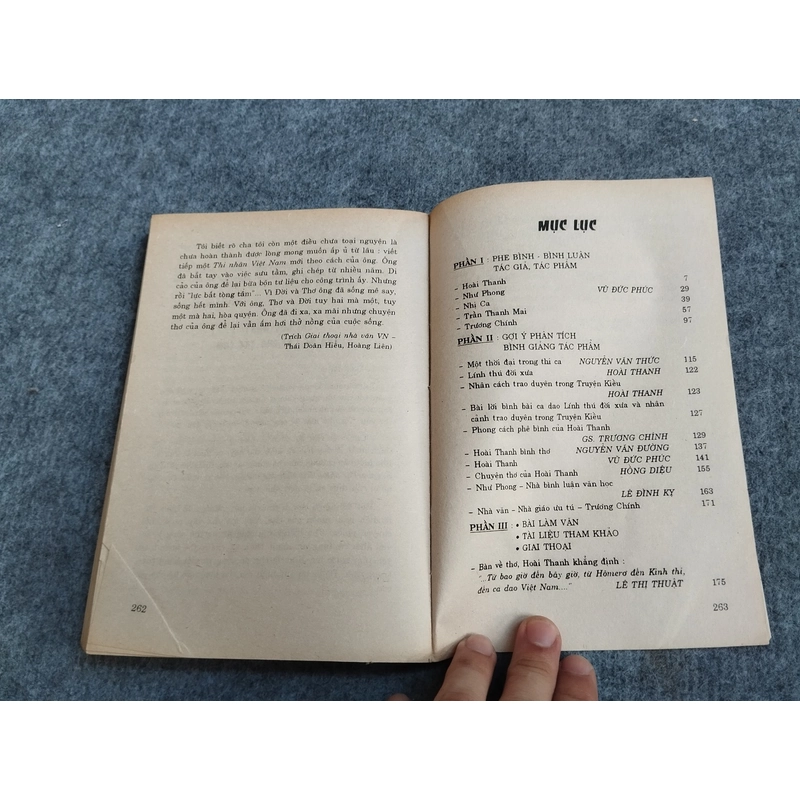 Tôi biết rõ cha tôi còn một điều chưa toại nguyện là
chưa hoàn thành được lòng mong muốn ấp ủ từ lâu : viết
tiếp một Thi nhân Việt Nam mới theo cách của ông. Ông
đã bắt tay vào việc sưu tầm, ghi chép từ nhiều năm. Di
cảo của ông để lại bừa bộn tư liệu cho công trình ấy. Nhưng
rồi "lực bất tòng tâm"... Vì Đời và Thơ ông đã sống mê say,
sống hết mình. Với ông, Thơ và Đời tuy hai mà một, tuy
một mà hai, hòa quyện. Ông đã đi xa, xa mãi nhưng chuyện
thơ của ông để lại vẫn ấm hơi thở nồng của cuộc sống.
(Trích Giai thoại nhà văn VN -
Thái Doãn Hiểu, Hoàng Liên)
262
MỤC LỤC
PHẦN I : PHE BÌNH - BÌNH LUẬN
TÁC GIẢ, TÁC PHẨM
- Hoài Thanh 7
- Như Phong VŨ ĐỨC PHÚC 29
- Nhị Ca 39
- Trần Thanh Mai 57
- Trương Chính 97
PHẦN II : GỢI Ý PHÂN TÍCH
BÌNH GIẢNG TÁC PHẨM
- Một thời đại trong thi ca NGUYỄN VĂN THỨC 115
- Lính thú đời xưa HOÀI THANH 122
- Nhân cách trao duyên trong Truyện Kiều
HOÀI THANH 123
- Bài lời bình bài ca dao Lính thú đời xưa và nhân
cảnh trao duyên trong Truyện Kiều 127
- Phong cách phê bình của Hoài Thanh
GS. TRƯƠNG CHÍNH 129
- Hoài Thanh bình thơ NGUYỄN VĂN ĐƯỜNG 137
- Hoài Thanh VŨ ĐỨC PHÚC 141
- Chuyện thơ của Hoài Thanh HỒNG DIỆU 155
- Như Phong - Nhà bình luận văn học
LÊ ĐÌNH KỴ 163
- Nhà văn - Nhà giáo ưu tú - Trương Chính 171
PHẦN III : • BÀI LÀM VĂN
• TÀI LIỆU THAM KHẢO
• GIAI THOẠI
- Bàn về thơ, Hoài Thanh khẳng định :
"..Từ bao giờ đến bây giờ, từ Hômerơ đến Kinh thi,
đến ca dao Việt Nam...." LÊ THỊ THUẬT 175
263